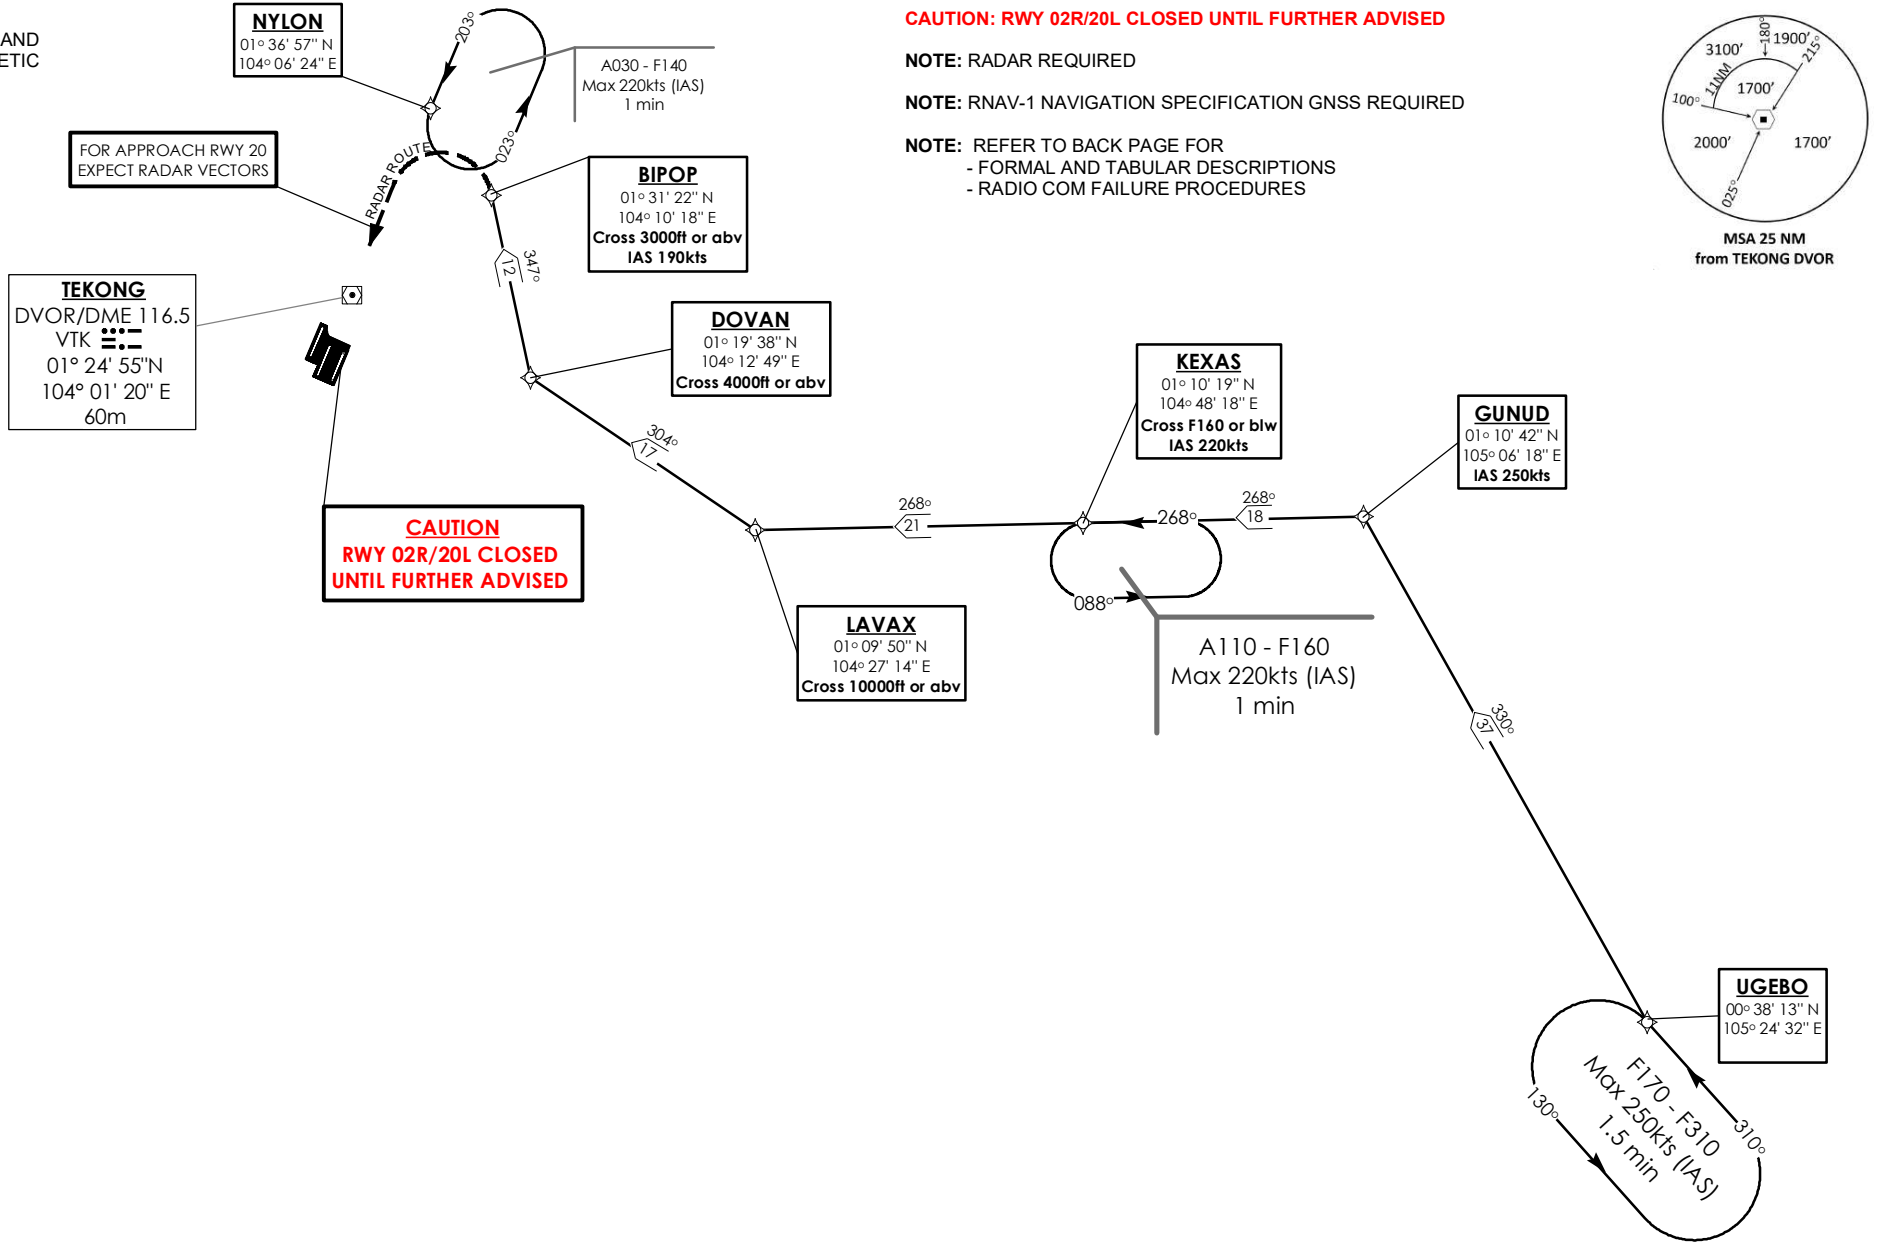 AND
ETIC
NYLON
01° 36' 57" N
104° 06' 24" E
203°
023°
A030 - F140
Max 220kts (IAS)
1 min
CAUTION: RWY 02R/20L CLOSED UNTIL FURTHER ADVISED
NOTE: RADAR REQUIRED
NOTE: RNAV-1 NAVIGATION SPECIFICATION GNSS REQUIRED
NOTE: REFER TO BACK PAGE FOR
- FORMAL AND TABULAR DESCRIPTIONS
- RADIO COM FAILURE PROCEDURES
3100'
180°
1900'
215°
11NM
1700'
100°
2000'
1700'
025°
MSA 25 NM
from TEKONG DVOR
FOR APPROACH RWY 20
EXPECT RADAR VECTORS
RADAR ROUTE
BIPOP
01° 31' 22" N
104° 10' 18" E
Cross 3000ft or abv
IAS 190kts
347°
12
TEKONG
DVOR/DME 116.5
VTK
01° 24' 55"N
104° 01' 20" E
60m
DOVAN
01° 19' 38" N
104° 12' 49" E
Cross 4000ft or abv
304°
17
KEXAS
01° 10' 19" N
104° 48' 18" E
Cross F160 or blw
IAS 220kts
GUNUD
01° 10' 42" N
105° 06' 18" E
IAS 250kts
CAUTION
RWY 02R/20L CLOSED
UNTIL FURTHER ADVISED
268°
21
268°
268°
18
088°
LAVAX
01° 09' 50" N
104° 27' 14" E
Cross 10000ft or abv
A110 - F160
Max 220kts (IAS)
1 min
330°
37
UGEBO
00° 38' 13" N
105° 24' 32" E
130°
310°
F170 - F310
Max 250kts (IAS)
1.5 min